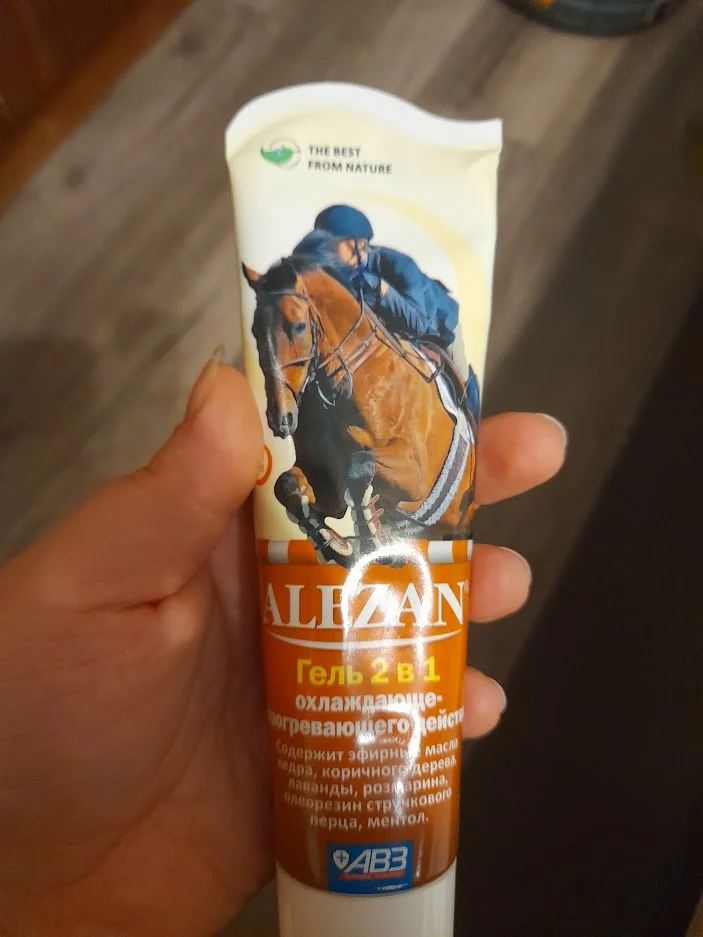 THE BEST
FROM NATURE
ALEZAN
Гель 2 в 1
охлаждающе-
Содержит эфирные масла
кедра, коричного дерева,
лаванды, розмарина,
олеорезин стручкового
перца, ментол.
АВЗ